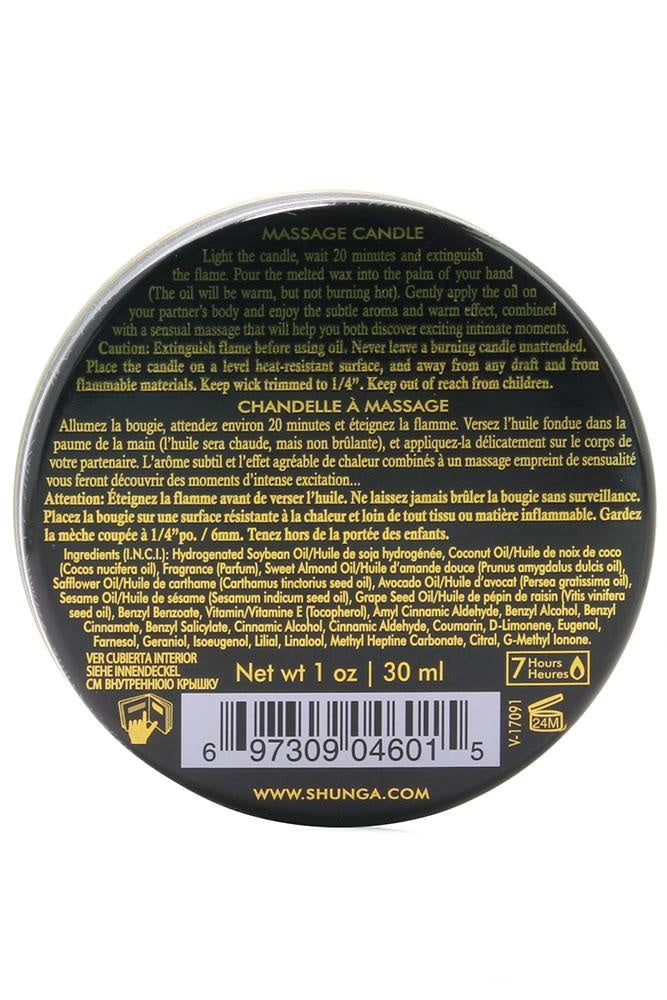 MASSAGE CANDLE
Light the candle, wait 20 minutes and extinguish
the flame. Pour the melted wax into the palm of your hand
(The oil will be warm, but not burning hot). Gently apply the oil on
your partner's body and enjoy the subtle aroma and warm effect, combined
with a sensual massage that will help you both discover exciting intimate moments.
Caution: Extinguish flame before using oil. Never leave a burning candle unattended.
Place the candle on a level heat-resistant surface, and away from any draft and from
flammable materials. Keep wick trimmed to 1/4". Keep out of reach from children.
CHANDELLE À MASSAGE
Allumez la bougie, attendez environ 20 minutes et éteignez la flamme. Versez l'huile fondue dans la
paume de la main (l'huile sera chaude, mais non brûlante), et appliquez-la délicatement sur le corps de
votre partenaire. L'arôme subtil et l'effet agréable de chaleur combinés à un massage empreint de sensualité
vous feront découvrir des moments d'intense excitation...
Attention: Éteignez la flamme avant de verser l'huile. Ne laissez jamais brûler la bougie sans surveillance.
Placez la bougie sur une surface résistante à la chaleur et loin de tout tissu ou matière inflammable. Gardez
la mèche coupée à 1/4"po. / 6mm. Tenez hors de la portée des enfants.
Ingredients (I.N.C.I.): Hydrogenated Soybean Oil/Huile de soja hydrogénée, Coconut Oil/Huile de noix de coco
(Cocos nucifera oil), Fragrance (Parfum), Sweet Almond Oil/Huile d'amande douce (Prunus amygdalus dulcis oil),
Safflower Oil/Huile de carthame (Carthamus tinctorius seed oil), Avocado Oil/Huile d'avocat (Persea gratissima oil),
Sesame Oil/Huile de sésame (Sesamum indicum seed oil), Grape Seed Oil/Huile de pépin de raisin (Vitis vinifera
seed oil), Benzyl Benzoate, Vitamin/Vitamine E (Tocopherol), Amyl Cinnamic Aldehyde, Benzyl Alcohol, Benzyl
Cinnamate, Benzyl Salicylate, Cinnamic Alcohol, Cinnamic Aldehyde, Coumarin, D-Limonene, Eugenol,
Farnesol, Geraniol, Isoeugenol, Lilial, Linalool, Methyl Heptine Carbonate, Citral, G-Methyl Ionone.
VER CUBIERTA INTERIOR
SIEHE INNENDECKEL
СМ ВНУТРЕННЮЮ КРЫШКУ
Net wt 1 oz | 30 ml
7 Hours
Heures
24M
V-17091
6 97309 04601 5
WWW.SHUNGA.COM